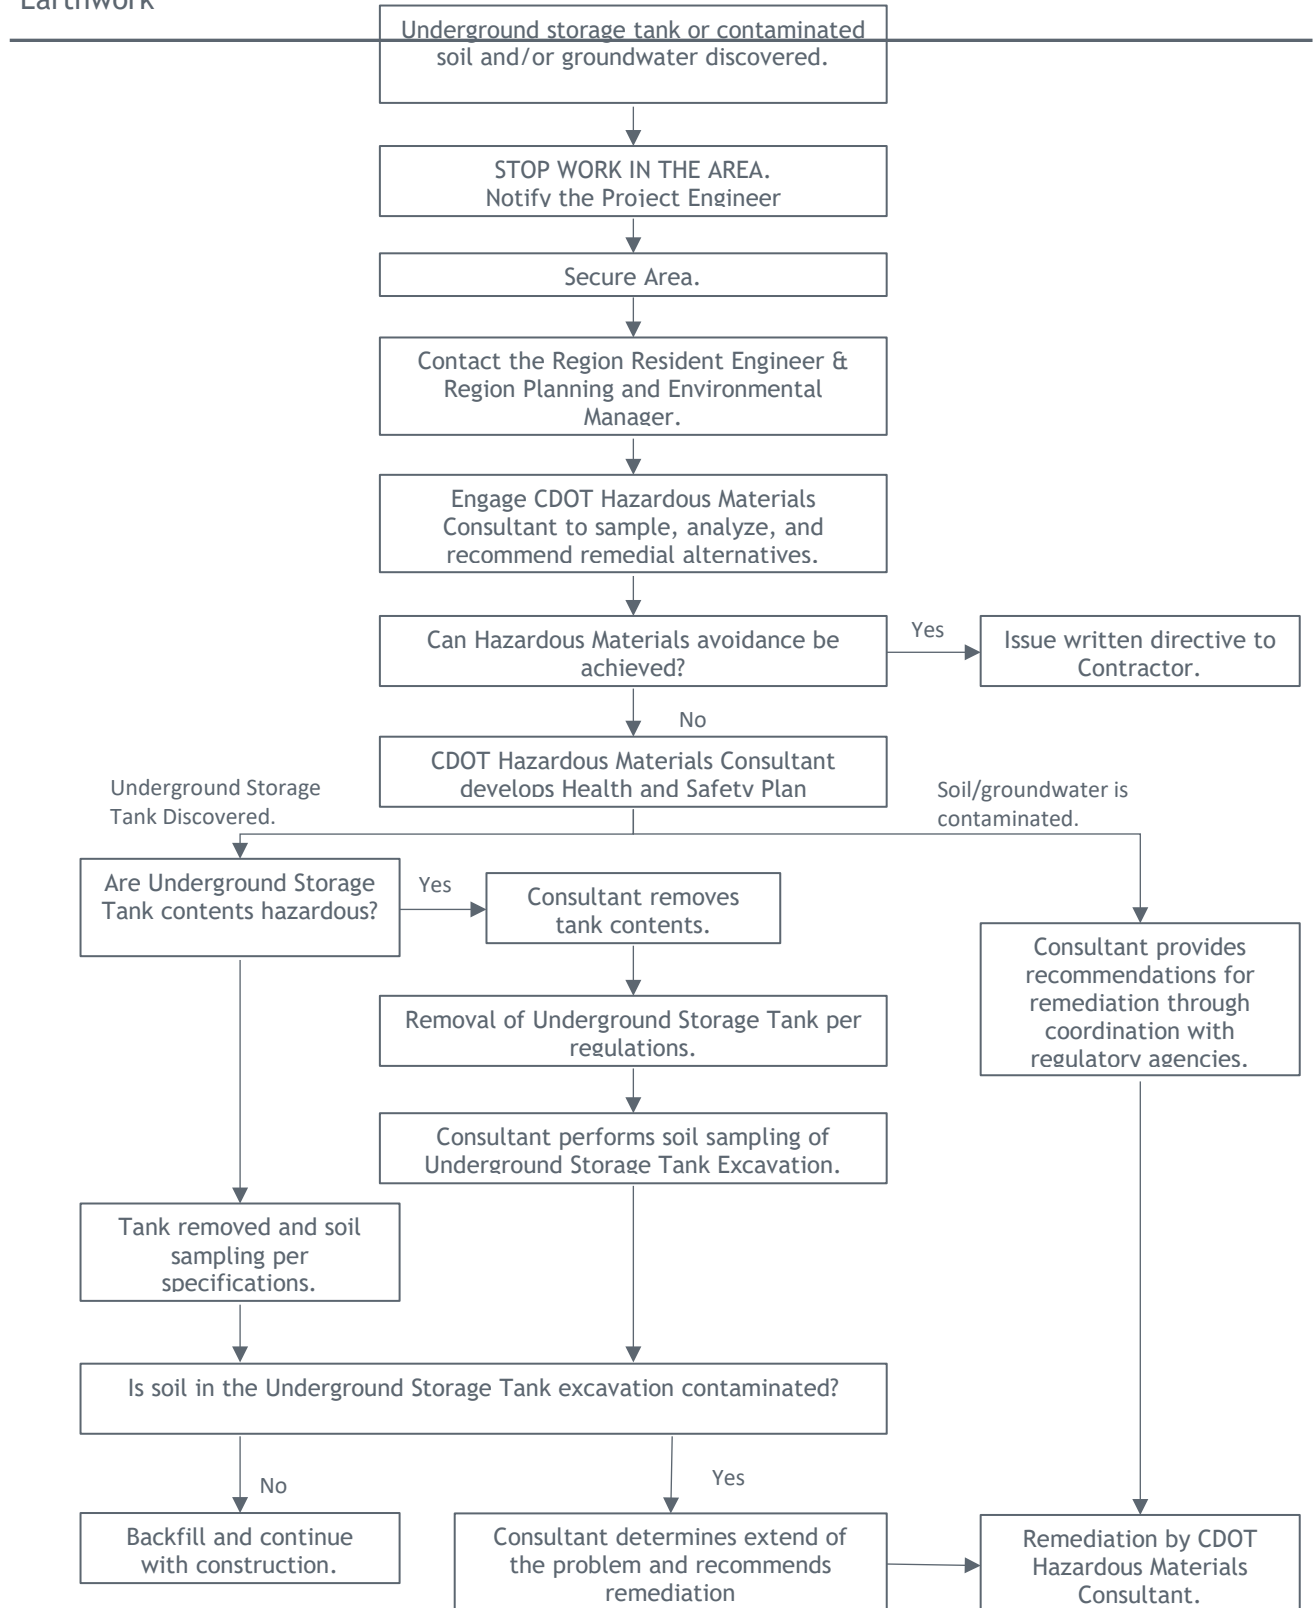 Earthwork
Underground storage tank or contaminated
soil and/or groundwater discovered.
STOP WORK IN THE AREA.
Notify the Project Engineer
Secure Area.
Contact the Region Resident Engineer &
Region Planning and Environmental
Manager.
Engage CDOT Hazardous Materials
Consultant to sample, analyze, and
recommend remedial alternatives.
Can Hazardous Materials avoidance be
achieved?
Yes
Issue written directive to
Contractor.
No
CDOT Hazardous Materials Consultant
develops Health and Safety Plan
Underground Storage
Tank Discovered.
Soil/groundwater is
contaminated.
Are Underground Storage
Tank contents hazardous?
Yes
Consultant removes
tank contents.
Consultant provides
recommendations for
remediation through
coordination with
regulatory agencies.
Removal of Underground Storage Tank per
regulations.
Consultant performs soil sampling of
Underground Storage Tank Excavation.
Tank removed and soil
sampling per
specifications.
Is soil in the Underground Storage Tank excavation contaminated?
No
Yes
Backfill and continue
with construction.
Consultant determines extend of
the problem and recommends
remediation
Remediation by CDOT
Hazardous Materials
Consultant.